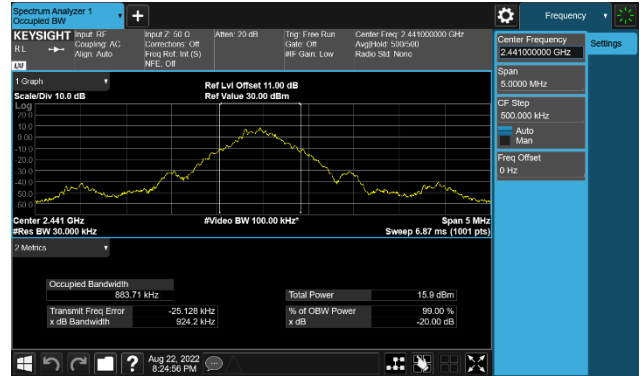 Spectrum Analyzer 1
Occupied BW
Frequency
KEYSIGHT
RL
Input: RF
Coupling: AC
Align: Auto
Input Z: 50 Ω
Corrections: Off
Freq Ref: Int (S)
NFE: Off
Atten: 20 dB
Trig: Free Run
Gate: Off
#IF Gain: Low
Center Freq: 2.441000000 GHz
Avg|Hold: 500/500
Radio Std: None
LXI
Center Frequency
2.441000000 GHz
Settings
Span
5.0000 MHz
CF Step
500.000 kHz
Auto
Man
Freq Offset
0 Hz
1 Graph
Scale/Div 10.0 dB
Ref Lvl Offset 11.00 dB
Ref Value 30.00 dBm
Log
20.0
10.0
0.00
-10.0
-20.0
-30.0
-40.0
-50.0
-60.0
Center 2.441 GHz
#Video BW 100.00 kHz*
Span 5 MHz
#Res BW 30.000 kHz
Sweep 6.87 ms (1001 pts)
2 Metrics
Occupied Bandwidth
883.71 kHz
Total Power 15.9 dBm
Transmit Freq Error -25.128 kHz
% of OBW Power 99.00 %
x dB Bandwidth 924.2 kHz
x dB -20.00 dB
?
Aug 22, 2022
8:24:56 PM